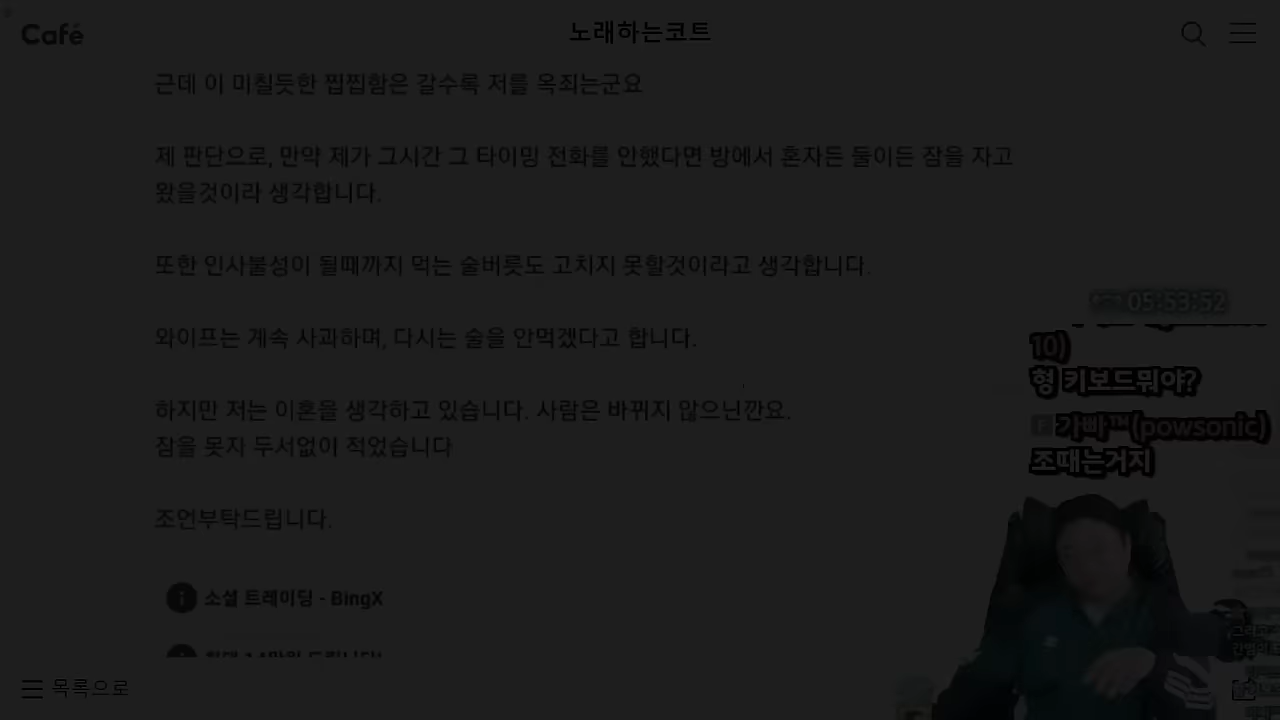 Café
노래하는코트
근데 이 미칠듯한 찝찝함은 갈수록 저를 옥죄는군요
제 판단으로, 만약 제가 그시간 그 타이밍 전화를 안했다면 방에서 혼자든 둘이든 잠을 자고
왔을것이라 생각합니다.
또한 인사불성이 될때까지 먹는 술버릇도 고치지 못할것이라고 생각합니다.
와이프는 계속 사과하며, 다시는 술을 안먹겠다고 합니다.
하지만 저는 이혼을 생각하고 있습니다. 사람은 바뀌지 않으닌깐요.
잠을 못자 두서없이 적었습니다
조언부탁드립니다.
소셜 트레이딩 - BingX
목록으로
05:53:52
10)
형 키보드뭐야?
F 가빠™(powsonic)
조때는거지